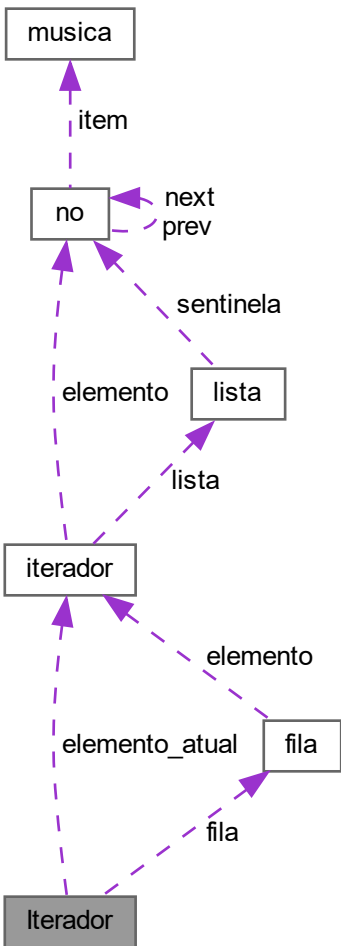 musica
item
no
next
prev
sentinela
elemento
lista
lista
iterador
elemento
elemento_atual
fila
fila
Iterador